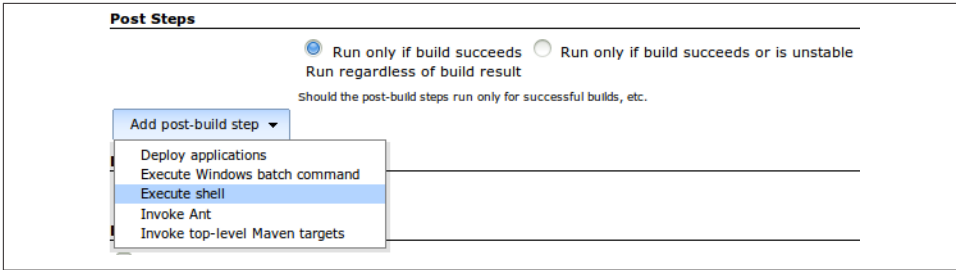 Post Steps
Run only if build succeeds Run only if build succeeds or is unstable
Run regardless of build result
Should the post-build steps run only for successful builds, etc.
Add post-build step
Deploy applications
Execute Windows batch command
Execute shell
Invoke Ant
Invoke top-level Maven targets